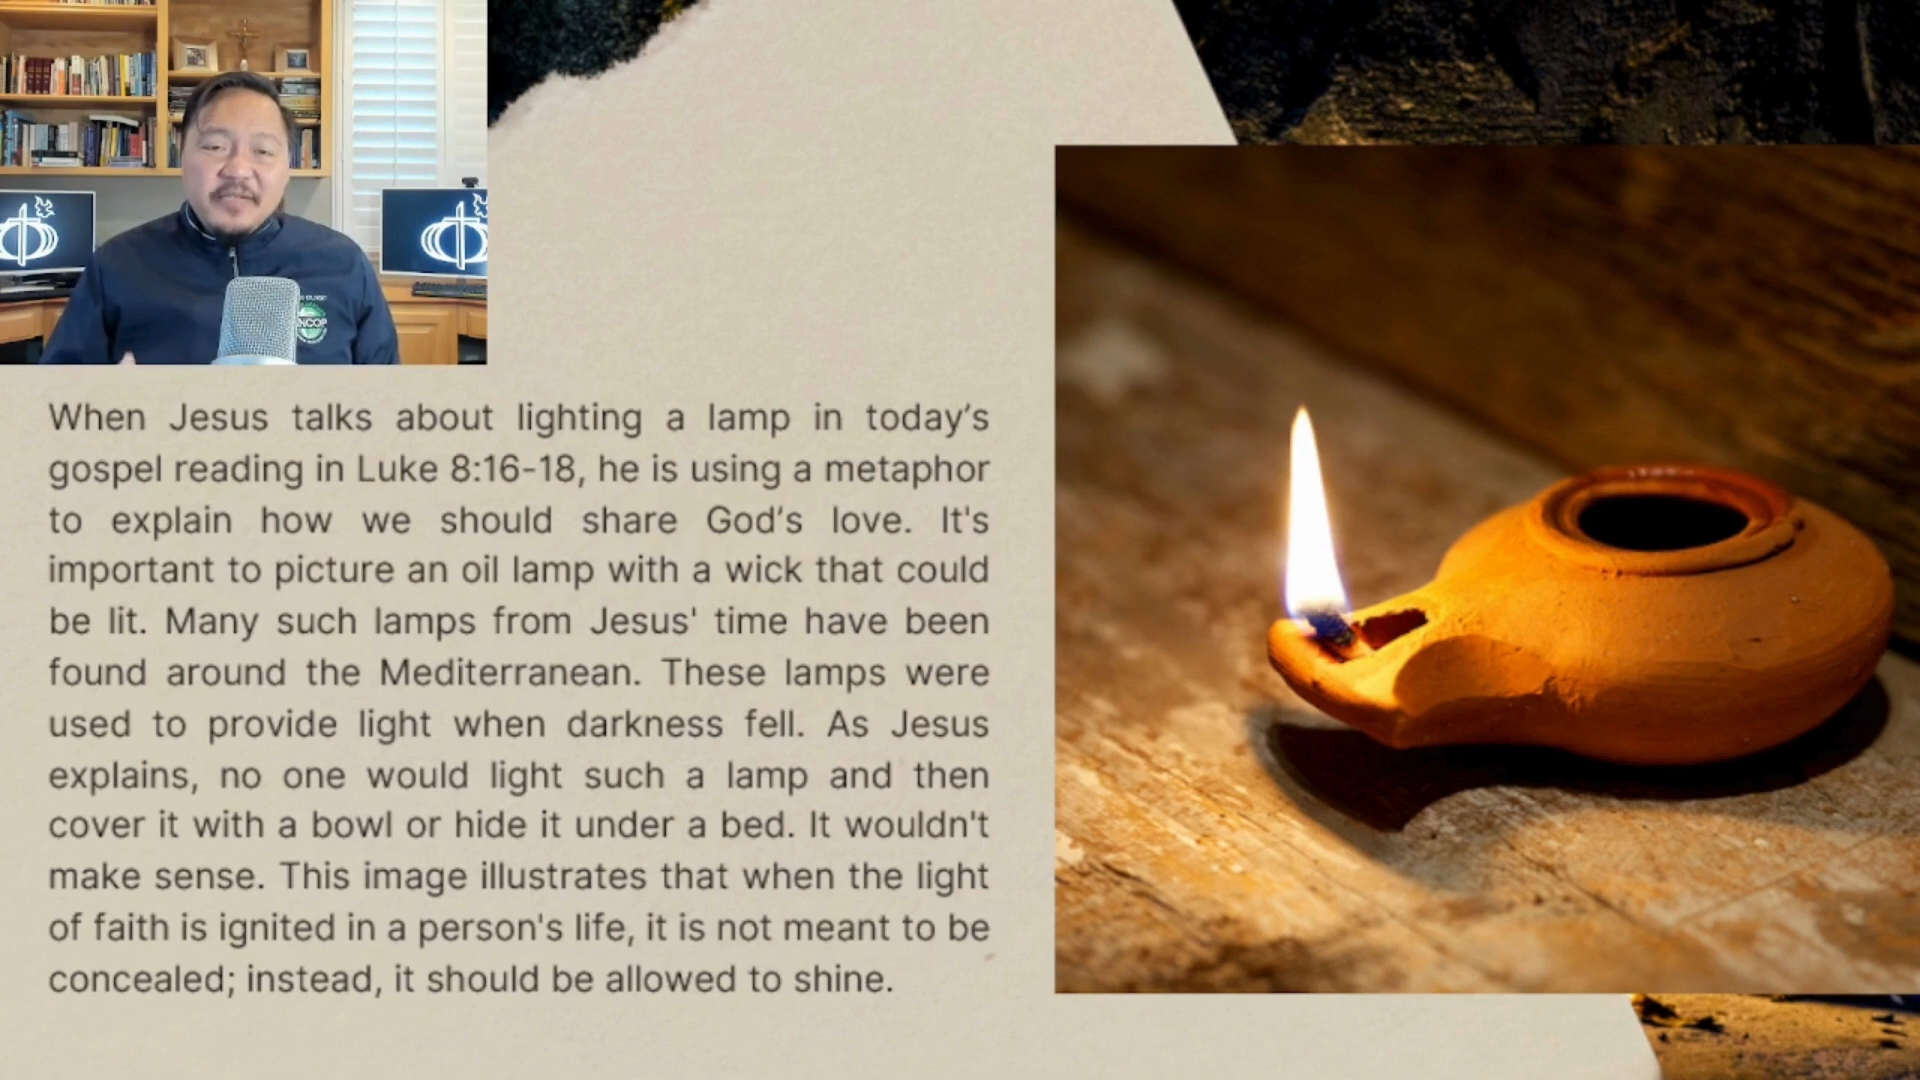 When Jesus talks about lighting a lamp in today’s
gospel reading in Luke 8:16-18, he is using a metaphor
to explain how we should share God’s love. It's
important to picture an oil lamp with a wick that could
be lit. Many such lamps from Jesus' time have been
found around the Mediterranean. These lamps were
used to provide light when darkness fell. As Jesus
explains, no one would light such a lamp and then
cover it with a bowl or hide it under a bed. It wouldn't
make sense. This image illustrates that when the light
of faith is ignited in a person's life, it is not meant to be
concealed; instead, it should be allowed to shine.